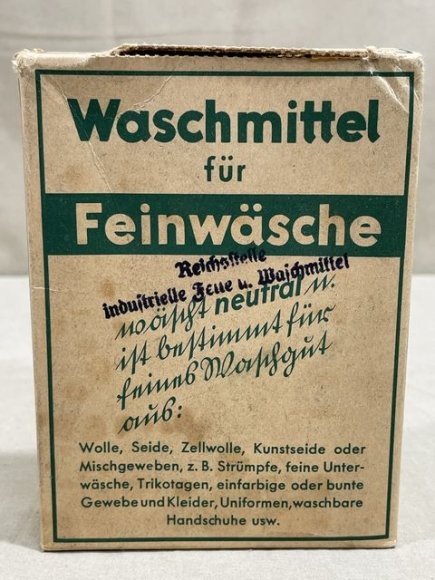 Waschmittel
für
Feinwäsche
Reichsstelle
industrielle Fette u. Waschmittel
wäscht neutral u.
ist bestimmt für
feines Waschgut
aus:
Wolle, Seide, Zellwolle, Kunstseide oder
Mischgeweben, z. B. Strümpfe, feine Unter-
wäsche, Trikotagen, einfarbige oder bunte
Gewebe und Kleider, Uniformen, waschbare
Handschuhe usw.